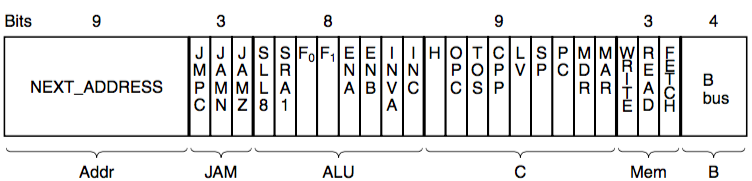 Bits 9 3 8 9 3 4
NEXT_ADDRESS JMPC JAMN JAMZ SLL8 SRA1 F0 F1 ENA ENB INVA INC H OPC TOS CPP LV SP PC MDR MAR WRITE READ FETCH B bus
Addr JAM ALU C Mem B